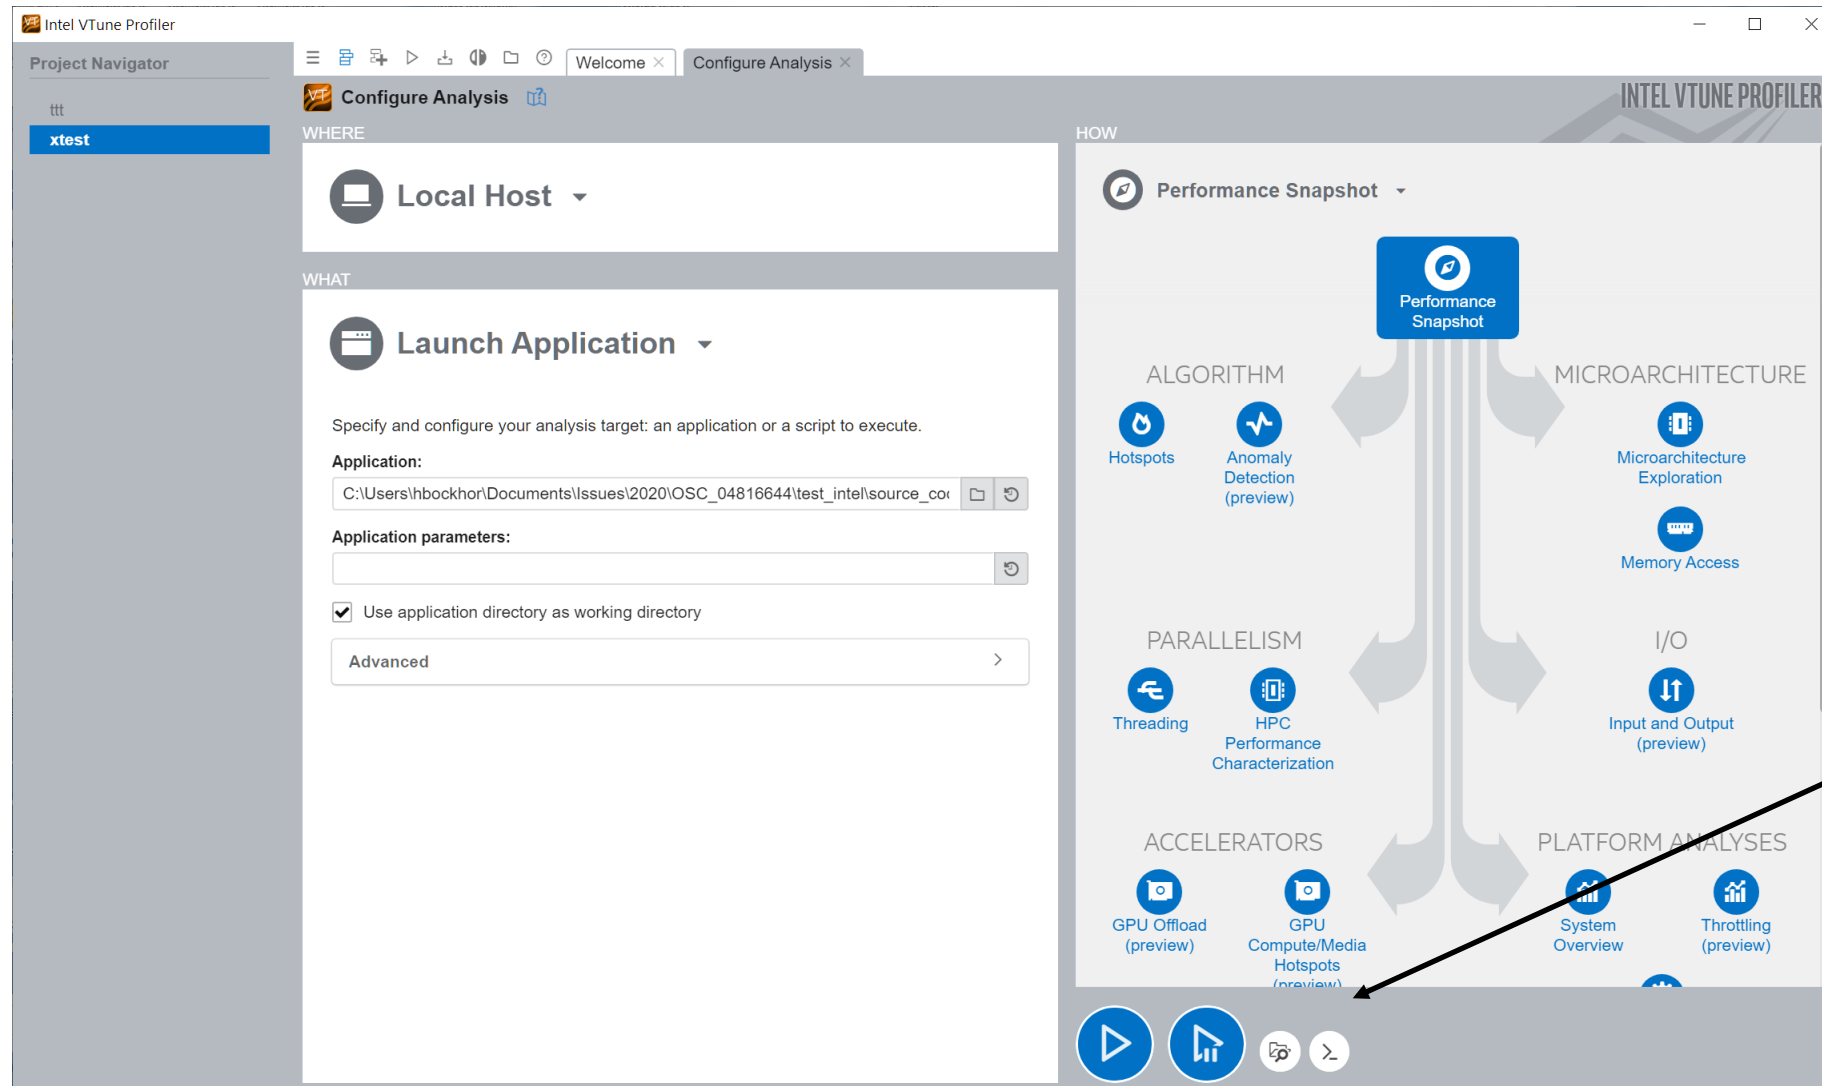 Intel VTune Profiler
Project Navigator
ttt
xtest
Welcome
Configure Analysis
Configure Analysis
INTEL VTUNE PROFILER
WHERE
Local Host
WHAT
Launch Application
Specify and configure your analysis target: an application or a script to execute.
Application:
C:\Users\hbockhor\Documents\Issues\2020\OSC_04816644\test_intel\source_co
Application parameters:
Use application directory as working directory
Advanced
HOW
Performance Snapshot
Performance
Snapshot
ALGORITHM
Hotspots
Anomaly
Detection
(preview)
MICROARCHITECTURE
Microarchitecture
Exploration
Memory Access
PARALLELISM
Threading
HPC
Performance
Characterization
I/O
Input and Output
(preview)
ACCELERATORS
GPU Offload
(preview)
GPU
Compute/Media
Hotspots
(preview)
PLATFORM ANALYSES
System
Overview
Throttling
(preview)